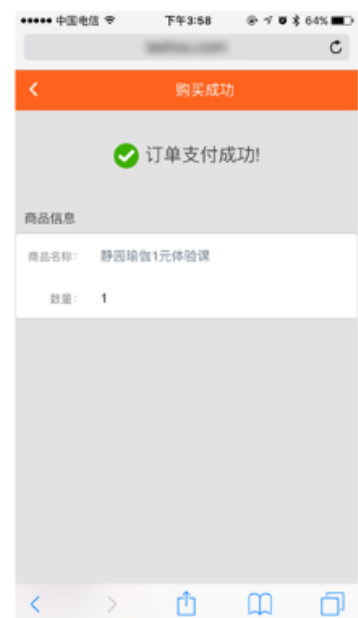 中国电信 下午3:58 64%
购买成功
订单支付成功!
商品信息
商品名称: 静园瑜伽1元体验课
数量: 1